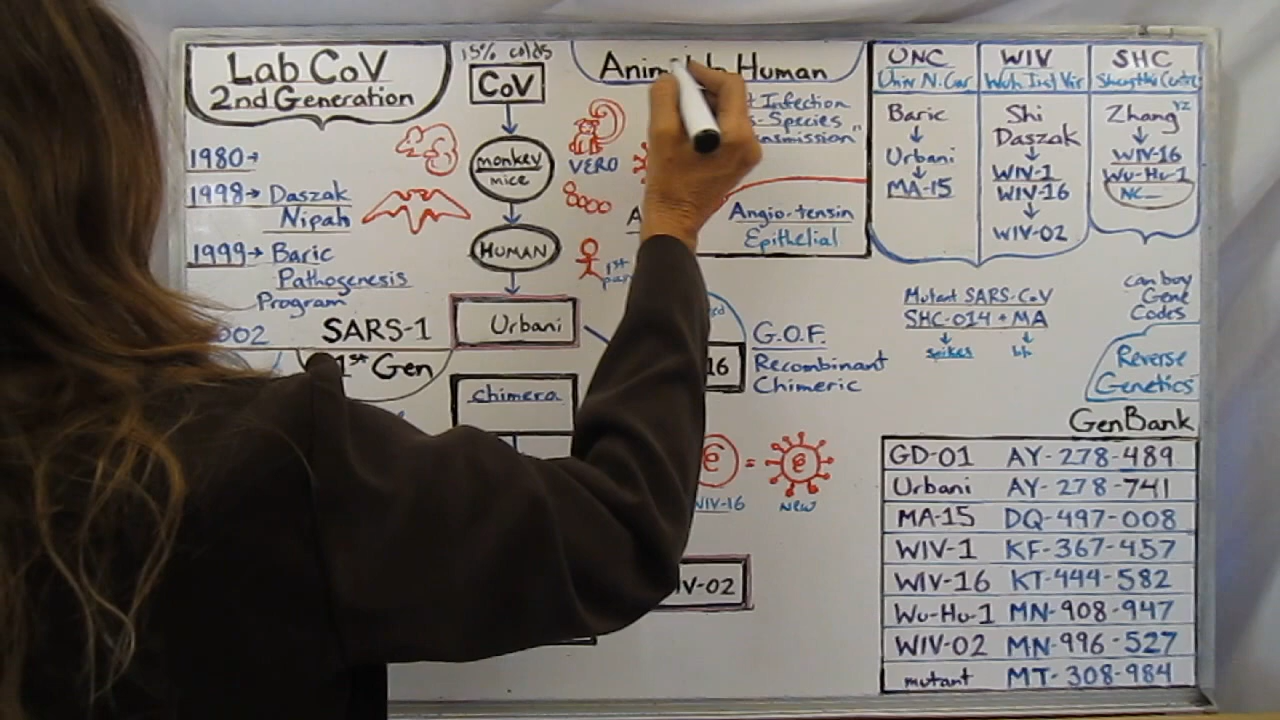 Lab CoV
2nd Generation
1980→
1998→ Daszak
Nipah
1999→ Baric
Pathogenesis
Program
002
SARS-1
1st Gen
15% colds
CoV
monkey
mice
HUMAN
Urbani
chimera
VERO
1st
Human
Infection
-Species
Angio-tensin
Epithelial
G.O.F.
Recombinant
Chimeric
16
e = e
WIV-16 New
V-02
UNC
Univ N. Car
Baric
↓
Urbani
↓
MA-15
WIV
Wuh Inst Vir
Shi
Daszak
↓
WIV-1
WIV-16
↓
WIV-02
SHC
Zhang YZ
↓
WIV-16
Wu-Hu-1
NC__
Mutant SARS-CoV
SHC-014 + MA
↓ ↓
spikes
can buy
Gene
Codes
Reverse
Genetics
GenBank
GD-01 AY-278-489
Urbani AY-278-741
MA-15 DQ-497-008
WIV-1 KF-367-457
WIV-16 KT-444-582
Wu-Hu-1 MN-908-947
WIV-02 MN-996-527
mutant MT-308-984